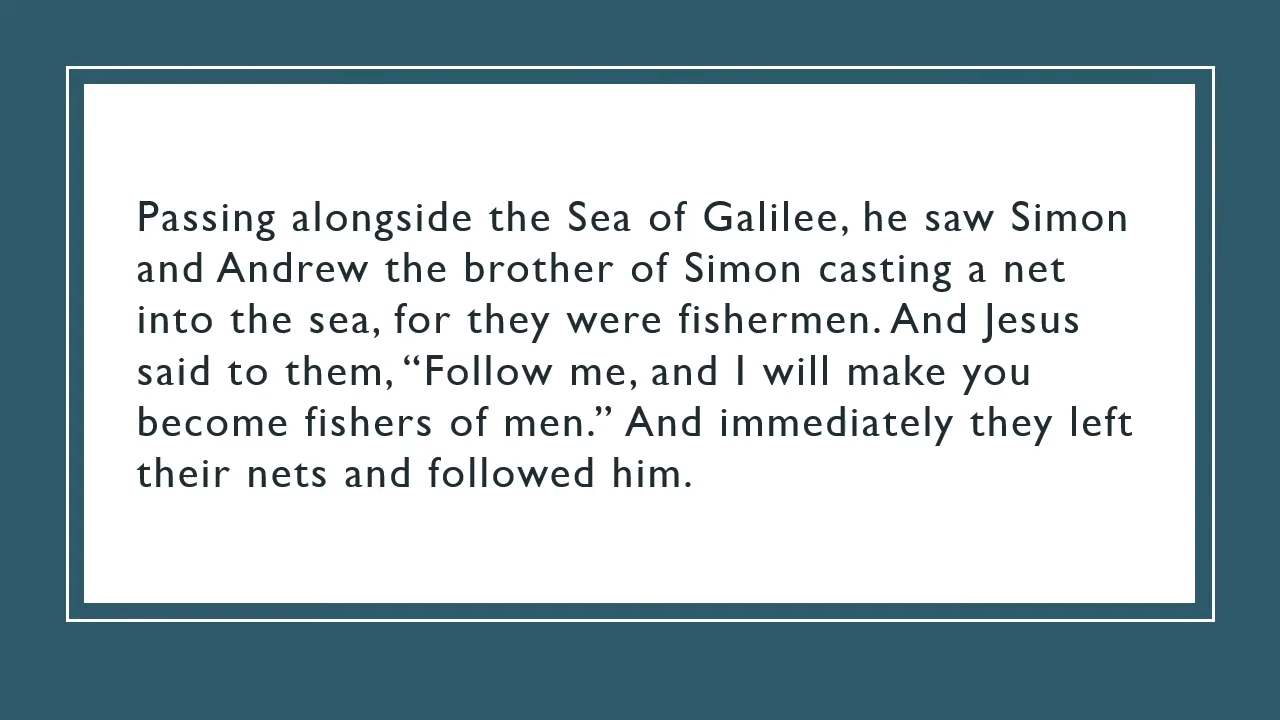 Passing alongside the Sea of Galilee, he saw Simon
and Andrew the brother of Simon casting a net
into the sea, for they were fishermen. And Jesus
said to them, “Follow me, and I will make you
become fishers of men.” And immediately they left
their nets and followed him.